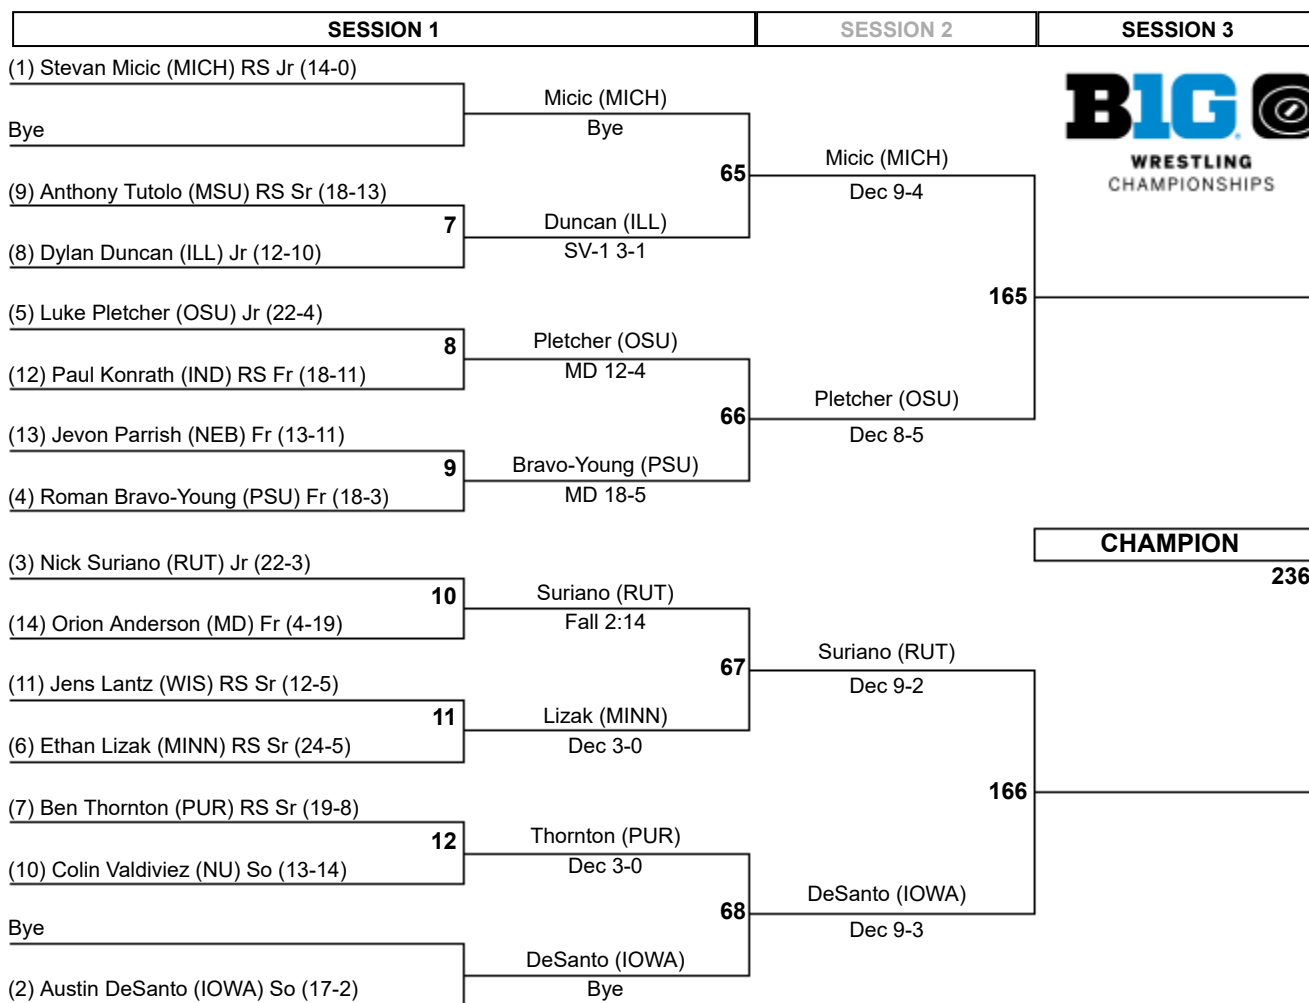 SESSION 1
SESSION 2
SESSION 3
(1) Stevan Micic (MICH) RS Jr (14-0)
Bye
(9) Anthony Tutolo (MSU) RS Sr (18-13)
7
(8) Dylan Duncan (ILL) Jr (12-10)
(5) Luke Pletcher (OSU) Jr (22-4)
8
(12) Paul Konrath (IND) RS Fr (18-11)
(13) Jevon Parrish (NEB) Fr (13-11)
9
(4) Roman Bravo-Young (PSU) Fr (18-3)
(3) Nick Suriano (RUT) Jr (22-3)
10
(14) Orion Anderson (MD) Fr (4-19)
(11) Jens Lantz (WIS) RS Sr (12-5)
11
(6) Ethan Lizak (MINN) RS Sr (24-5)
(7) Ben Thornton (PUR) RS Sr (19-8)
12
(10) Colin Valdiviez (NU) So (13-14)
Bye
(2) Austin DeSanto (IOWA) So (17-2)
Micic (MICH)
Bye
65
Duncan (ILL)
SV-1 3-1
Pletcher (OSU)
MD 12-4
66
Bravo-Young (PSU)
MD 18-5
Suriano (RUT)
Fall 2:14
67
Lizak (MINN)
Dec 3-0
Thornton (PUR)
Dec 3-0
68
DeSanto (IOWA)
Bye
Micic (MICH)
Dec 9-4
165
Pletcher (OSU)
Dec 8-5
Suriano (RUT)
Dec 9-2
166
DeSanto (IOWA)
Dec 9-3
B1G
WRESTLING
CHAMPIONSHIPS
CHAMPION
236